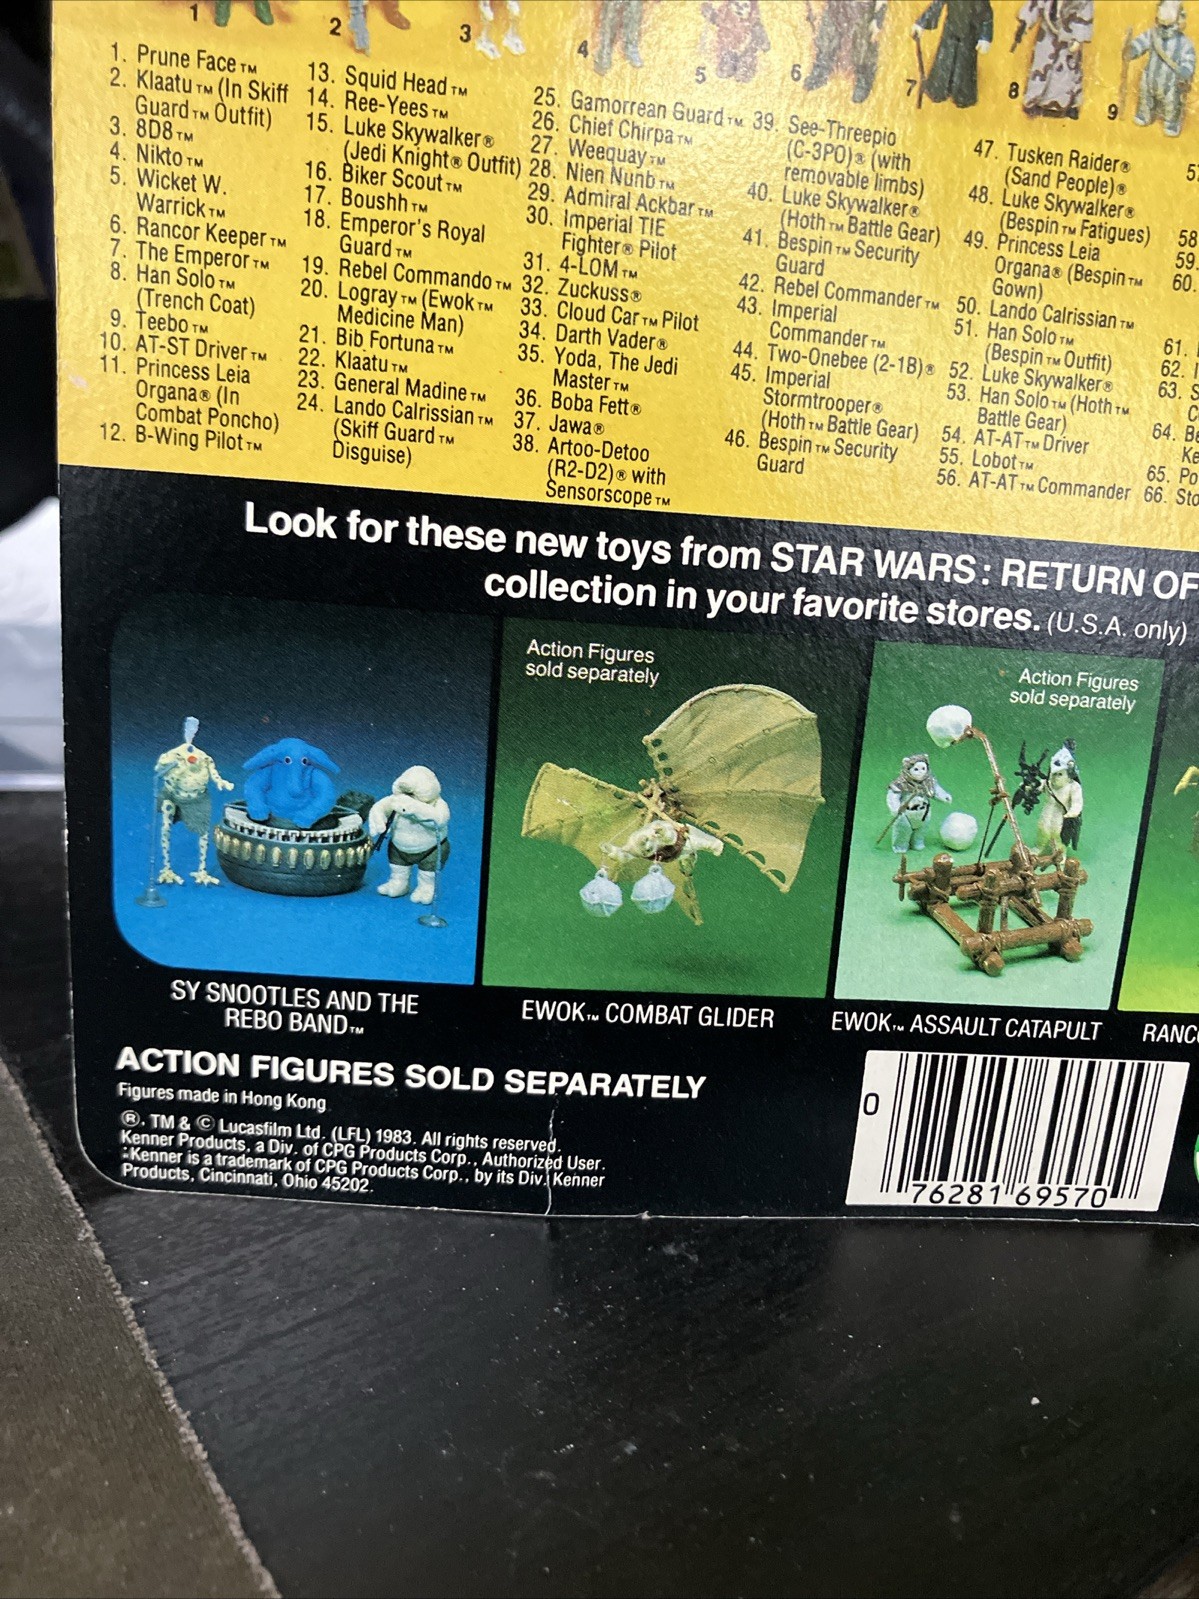 1
2
3
4
5
6
7
8
9
1. Prune Face™
2. Klaatu™ (In Skiff
Guard™ Outfit)
3. 8D8™
4. Nikto™
5. Wicket W.
Warrick™
6. Rancor Keeper™
7. The Emperor™
8. Han Solo™
(Trench Coat)
9. Teebo™
10. AT-ST Driver™
11. Princess Leia
Organa® (In
Combat Poncho)
12. B-Wing Pilot™
13. Squid Head™
14. Ree-Yees™
15. Luke Skywalker®
(Jedi Knight® Outfit)
16. Biker Scout™
17. Boushh™
18. Emperor's Royal
Guard™
19. Rebel Commando™
20. Logray™ (Ewok™
Medicine Man)
21. Bib Fortuna™
22. Klaatu™
23. General Madine™
24. Lando Calrissian™
(Skiff Guard™
Disguise)
25. Gamorrean Guard™
26. Chief Chirpa™
27. Weequay™
28. Nien Nunb™
29. Admiral Ackbar™
30. Imperial TIE
Fighter® Pilot
31. 4-LOM™
32. Zuckuss®
33. Cloud Car™ Pilot
34. Darth Vader®
35. Yoda, The Jedi
Master™
36. Boba Fett®
37. Jawa®
38. Artoo-Detoo
(R2-D2)® with
Sensorscope™
39. See-Threepio
(C-3PO)® (with
removable limbs)
40. Luke Skywalker®
(Hoth™ Battle Gear)
41. Bespin™ Security
Guard
42. Rebel Commander™
43. Imperial
Commander™
44. Two-Onebee (2-1B)®
45. Imperial
Stormtrooper®
(Hoth™ Battle Gear)
46. Bespin™ Security
Guard
47. Tusken Raider®
(Sand People)®
48. Luke Skywalker®
(Bespin™ Fatigues)
49. Princess Leia
Organa® (Bespin™
Gown)
50. Lando Calrissian™
51. Han Solo™
(Bespin™ Outfit)
52. Luke Skywalker®
53. Han Solo™ (Hoth™
Battle Gear)
54. AT-AT™ Driver
55. Lobot™
56. AT-AT™ Commander
58
59.
60.
61.
62.
63. S
64. Be
Ke
65. Po
66. Sto
Look for these new toys from STAR WARS: RETURN OF
collection in your favorite stores. (U.S.A. only)
Action Figures
sold separately
Action Figures
sold separately
SY SNOOTLES AND THE
REBO BAND™
EWOK™ COMBAT GLIDER
EWOK™ ASSAULT CATAPULT
RANC
ACTION FIGURES SOLD SEPARATELY
Figures made in Hong Kong
®, TM & © Lucasfilm Ltd. (LFL) 1983. All rights reserved.
Kenner Products, a Div. of CPG Products Corp., Authorized User.
Kenner is a trademark of CPG Products Corp., by its Div. Kenner
Products, Cincinnati, Ohio 45202.
0 76281 69570